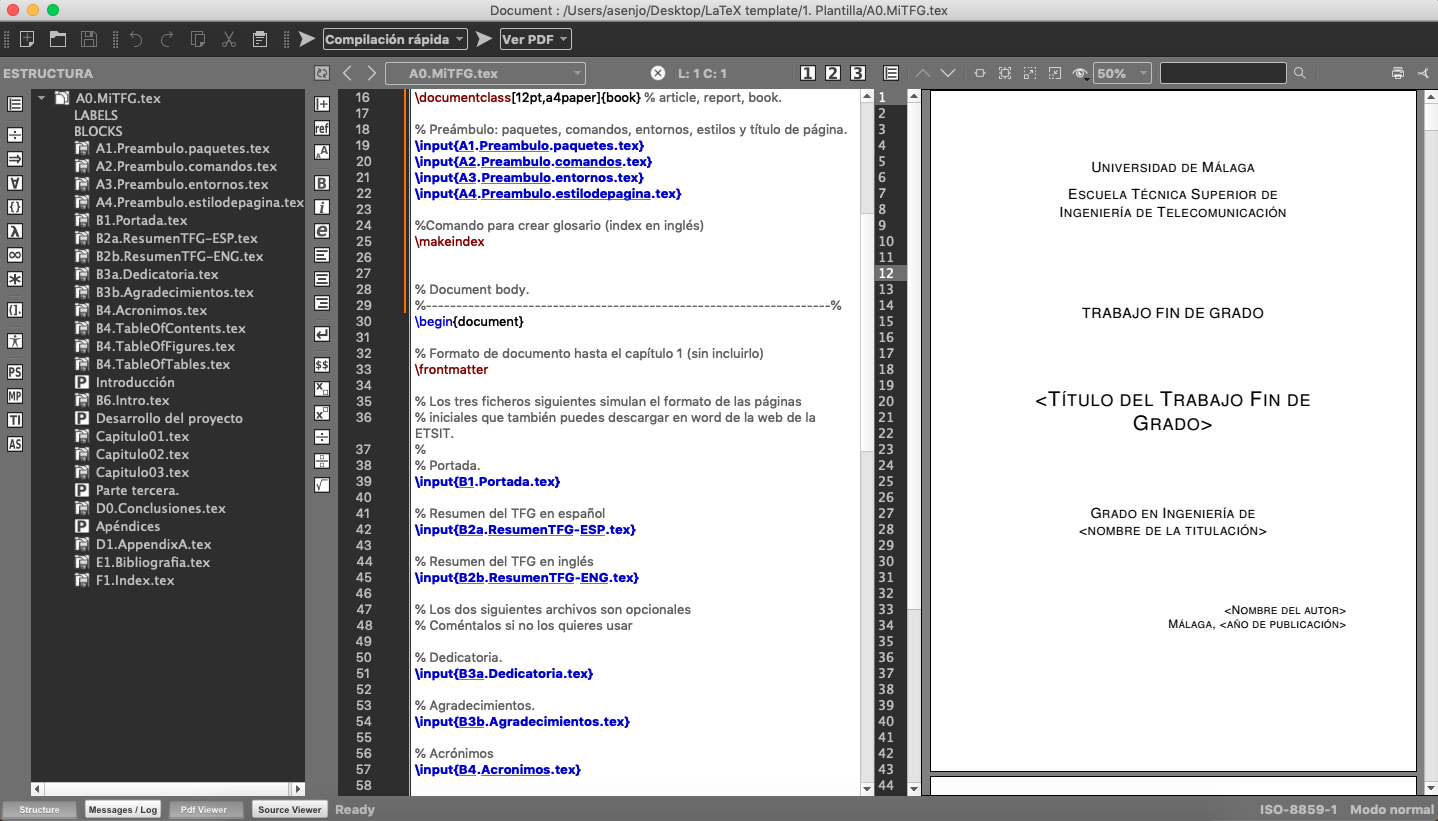 Document : /Users/asenjo/Desktop/LaTeX template/1. Plantilla/A0.MiTFG.tex
Compilación rápida
Ver PDF
ESTRUCTURA
A0.MiTFG.tex
L: 1 C: 1
1 2 3
50%
A0.MiTFG.tex
LABELS
BLOCKS
A1.Preambulo.paquetes.tex
A2.Preambulo.comandos.tex
A3.Preambulo.entornos.tex
A4.Preambulo.estilodepagina.tex
B1.Portada.tex
B2a.ResumenTFG-ESP.tex
B2b.ResumenTFG-ENG.tex
B3a.Dedicatoria.tex
B3b.Agradecimientos.tex
B4.Acronimos.tex
B4.TableOfContents.tex
B4.TableOfFigures.tex
B4.TableOfTables.tex
P Introducción
B6.Intro.tex
P Desarrollo del proyecto
Capitulo01.tex
Capitulo02.tex
Capitulo03.tex
P Parte tercera.
D0.Conclusiones.tex
P Apéndices
D1.AppendixA.tex
E1.Bibliografia.tex
F1.Index.tex
PS
MP
TI
AS
ref
B
i
e
$$
16 \documentclass[12pt,a4paper]{book} % article, report, book.
17
18 % Preámbulo: paquetes, comandos, entornos, estilos y título de página.
19 \input{A1.Preambulo.paquetes.tex}
20 \input{A2.Preambulo.comandos.tex}
21 \input{A3.Preambulo.entornos.tex}
22 \input{A4.Preambulo.estilodepagina.tex}
23
24 %Comando para crear glosario (index en inglés)
25 \makeindex
26
27
28 % Document body.
29 %--------------------------------------------------------------------%
30 \begin{document}
31
32 % Formato de documento hasta el capítulo 1 (sin incluirlo)
33 \frontmatter
34
35 % Los tres ficheros siguientes simulan el formato de las páginas
36 % iniciales que también puedes descargar en word de la web de la
ETSIT.
37 %
38 % Portada.
39 \input{B1.Portada.tex}
40
41 % Resumen del TFG en español
42 \input{B2a.ResumenTFG-ESP.tex}
43
44 % Resumen del TFG en inglés
45 \input{B2b.ResumenTFG-ENG.tex}
46
47 % Los dos siguientes archivos son opcionales
48 % Coméntalos si no los quieres usar
49
50 % Dedicatoria.
51 \input{B3a.Dedicatoria.tex}
52
53 % Agradecimientos.
54 \input{B3b.Agradecimientos.tex}
55
56 % Acrónimos
57 \input{B4.Acronimos.tex}
58
1
2
3
4
5
6
7
8
9
10
11
12
13
14
15
16
17
18
19
20
21
22
23
24
25
26
27
28
29
30
31
32
33
34
35
36
37
38
39
40
41
42
43
44
Universidad de Málaga
Escuela Técnica Superior de
Ingeniería de Telecomunicación
TRABAJO FIN DE GRADO
<Título del Trabajo Fin de
Grado>
Grado en Ingeniería de
<nombre de la titulación>
<Nombre del autor>
Málaga, <año de publicación>
Structure
Messages / Log
Pdf Viewer
Source Viewer
Ready
ISO-8859-1
Modo normal